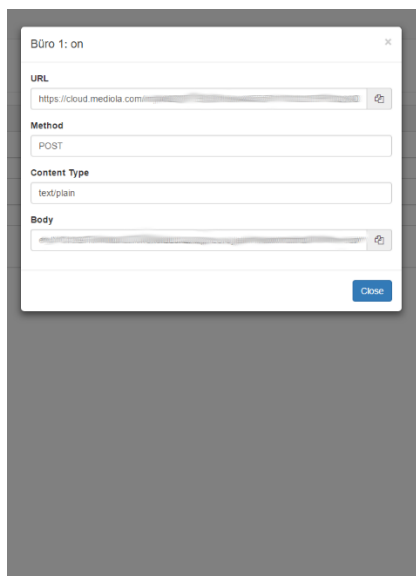 Büro 1: on
×
URL
https://cloud.mediola.com/
Method
POST
Content Type
text/plain
Body
Close